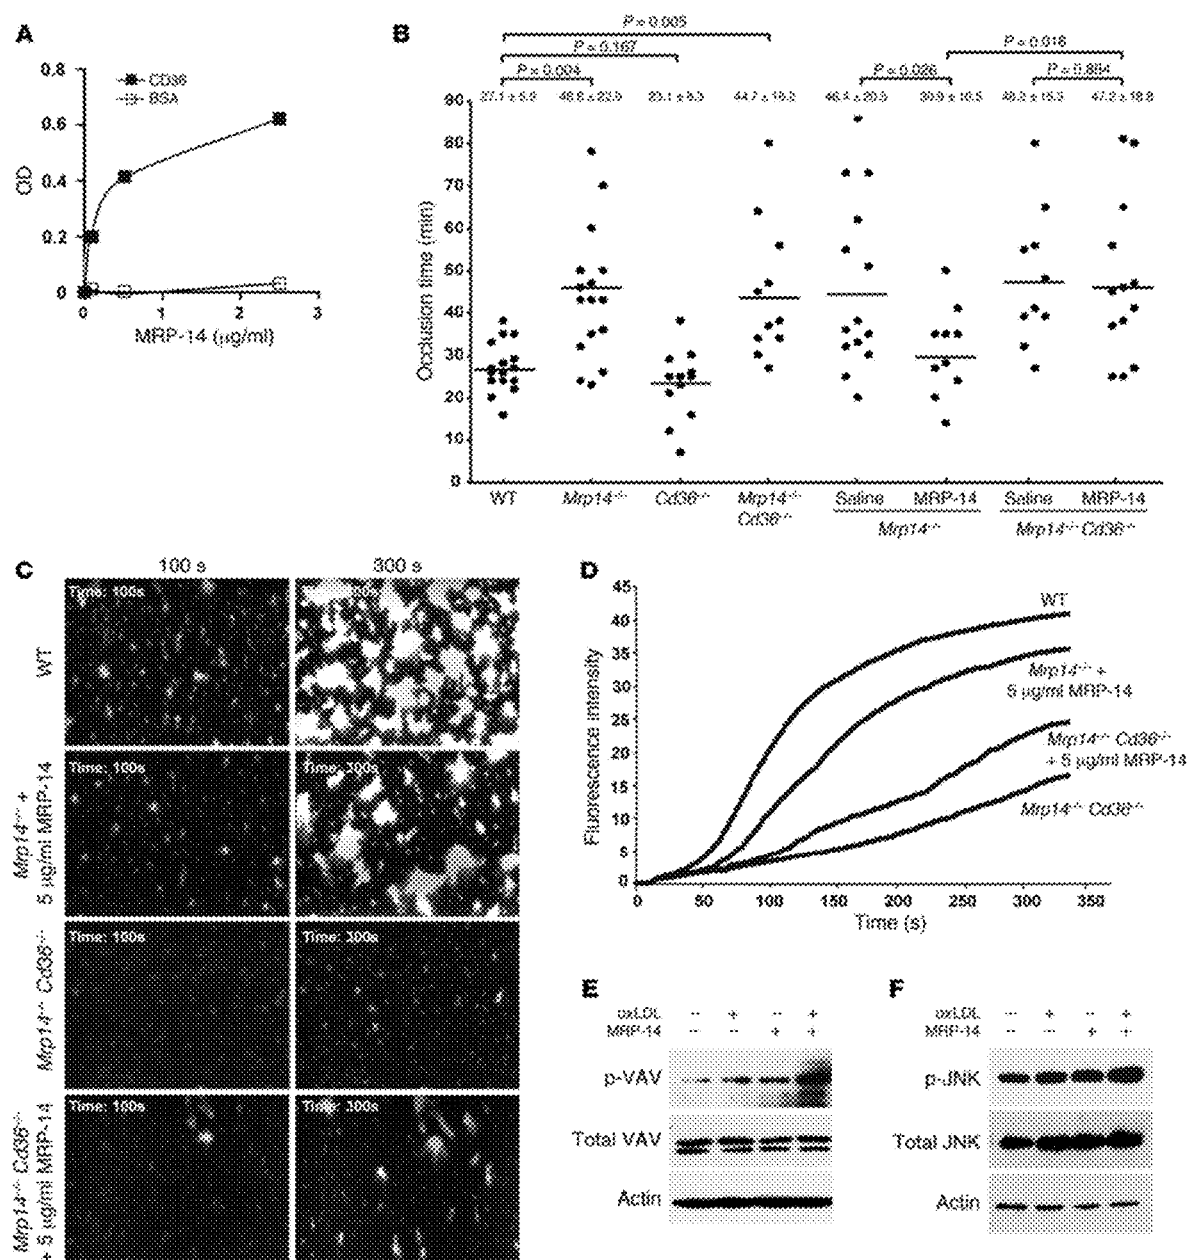 A
0.8
0.6
0.4
0.2
0
OD
CD36
BSA
0 1 2 3
MRP-14 (µg/ml)
B
P = 0.005
P = 0.167
P = 0.004
P = 0.018
P = 0.026
P = 0.894
90
80
70
60
50
40
30
20
10
0
Occlusion time (min)
WT Mrp14-/- Cd36-/- Mrp14-/- Saline MRP-14 Saline MRP-14
Cd36-/- Mrp14-/- Mrp14-/- Cd36-/-
C
100 s 300 s
WT
Time: 100s
Mrp14-/- +
5 µg/ml MRP-14
Time: 100s Time: 300s
Mrp14-/- Cd36-/-
Time: 100s Time: 300s
Mrp14-/- Cd36-/-
+ 5 µg/ml MRP-14
Time: 100s Time: 300s
D
45
40
35
30
25
20
15
10
5
0
Fluorescence intensity
WT
Mrp14-/- +
5 µg/ml MRP-14
Mrp14-/- Cd36-/-
+ 5 µg/ml MRP-14
Mrp14-/- Cd36-/-
0 50 100 150 200 250 300 350
Time (s)
E
oxLDL - + - +
MRP-14 - - + +
p-VAV
Total VAV
Actin
F
oxLDL - + - +
MRP-14 - - + +
p-JNK
Total JNK
Actin